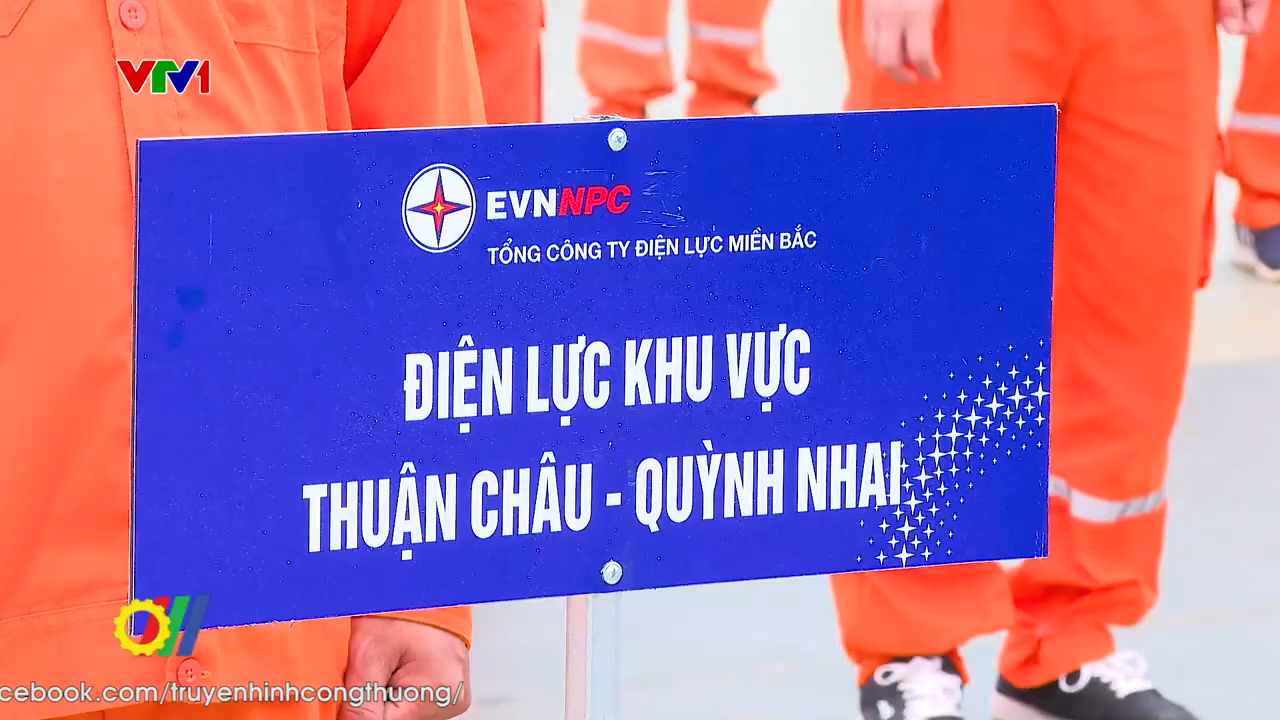 VTV1
EVNNPC
TỔNG CÔNG TY ĐIỆN LỰC MIỀN BẮC
ĐIỆN LỰC KHU VỰC
THUẬN CHÂU - QUỲNH NHAI
cebook.com/truyenhinhcongthuong/